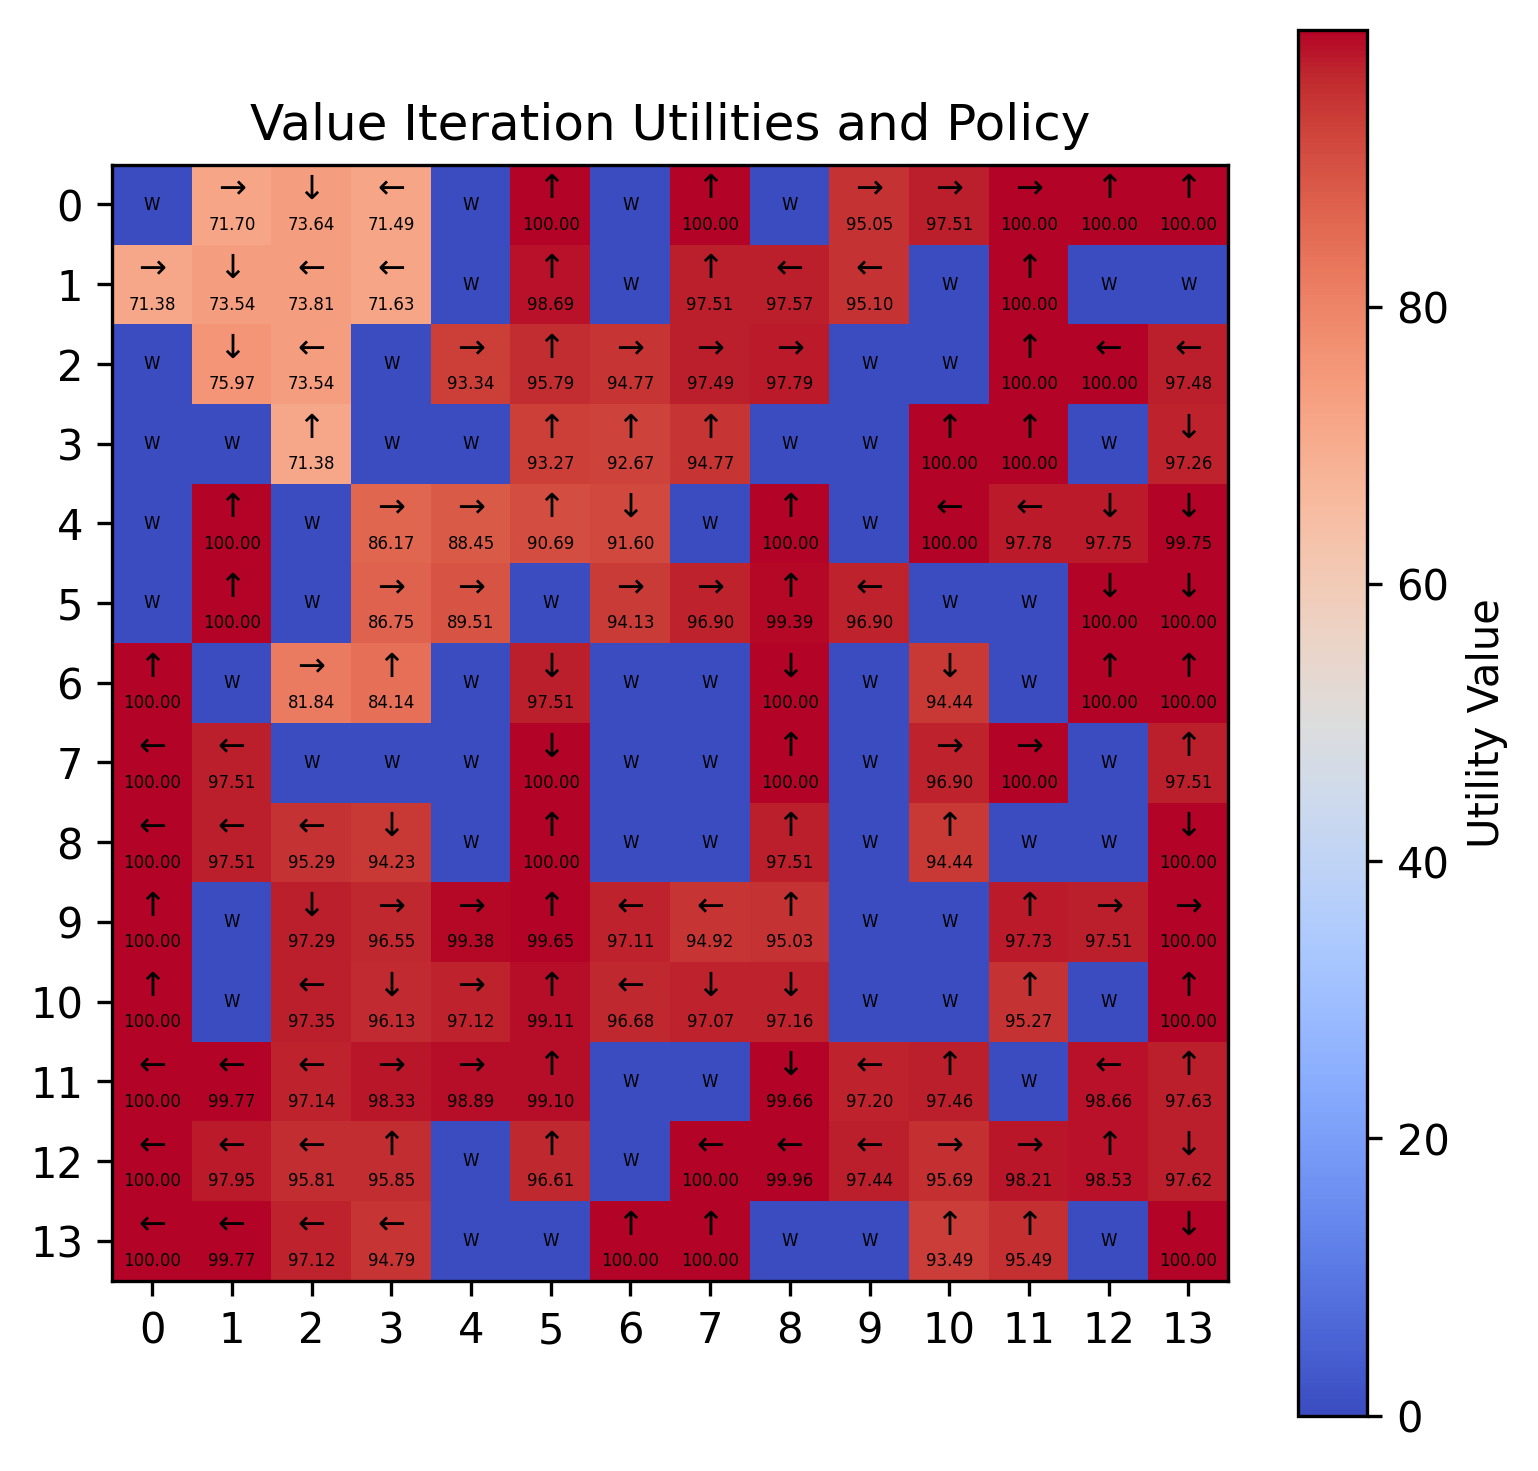 Value Iteration Utilities and Policy
0 W → ↓ ← W ↑ W ↑ W → → → ↑ ↑
71.70 73.64 71.49 100.00 100.00 95.05 97.51 100.00 100.00 100.00
1 → ↓ ← ← W ↑ W ↑ ← ← W ↑ W W
71.38 73.54 73.81 71.63 98.69 97.51 97.57 95.10 100.00
2 W ↓ ← W → ↑ → → → W W ↑ ← ←
75.97 73.54 93.34 95.79 94.77 97.49 97.79 100.00 100.00 97.48
3 W W ↑ W W ↑ ↑ ↑ W W ↑ ↑ W ↓
71.38 93.27 92.67 94.77 100.00 100.00 97.26
4 W ↑ W → → ↑ ↓ W ↑ W ← ← ↓ ↓
100.00 86.17 88.45 90.69 91.60 100.00 100.00 97.78 97.75 99.75
5 W ↑ W → → W → → ↑ ← W W ↓ ↓
100.00 86.75 89.51 94.13 96.90 99.39 96.90 100.00 100.00
6 ↑ W → ↑ W ↓ W W ↓ W ↓ W ↑ ↑
100.00 81.84 84.14 97.51 100.00 94.44 100.00 100.00
7 ← ← W W W ↓ W W ↑ W → → W ↑
100.00 97.51 100.00 100.00 96.90 100.00 97.51
8 ← ← ← ↓ W ↑ W W ↑ W ↑ W W ↓
100.00 97.51 95.29 94.23 100.00 97.51 94.44 100.00
9 ↑ W ↓ → → ↑ ← ← ↑ W W ↑ → →
100.00 97.29 96.55 99.38 99.65 97.11 94.92 95.03 97.73 97.51 100.00
10 ↑ W ← ↓ → ↑ ← ↓ ↓ W W ↑ W ↑
100.00 97.35 96.13 97.12 99.11 96.68 97.07 97.16 95.27 100.00
11 ← ← ← → → ↑ W W ↓ ← ↑ W ← ↑
100.00 99.77 97.14 98.33 98.89 99.10 99.66 97.20 97.46 98.66 97.63
12 ← ← ← ↑ W ↑ W ← ← ← → → ↑ ↓
100.00 97.95 95.81 95.85 96.61 100.00 99.96 97.44 95.69 98.21 98.53 97.62
13 ← ← ← ← W W ↑ ↑ W W ↑ ↑ W ↓
100.00 99.77 97.12 94.79 100.00 100.00 93.49 95.49 100.00
0 1 2 3 4 5 6 7 8 9 10 11 12 13
80
60
40
20
0
Utility Value